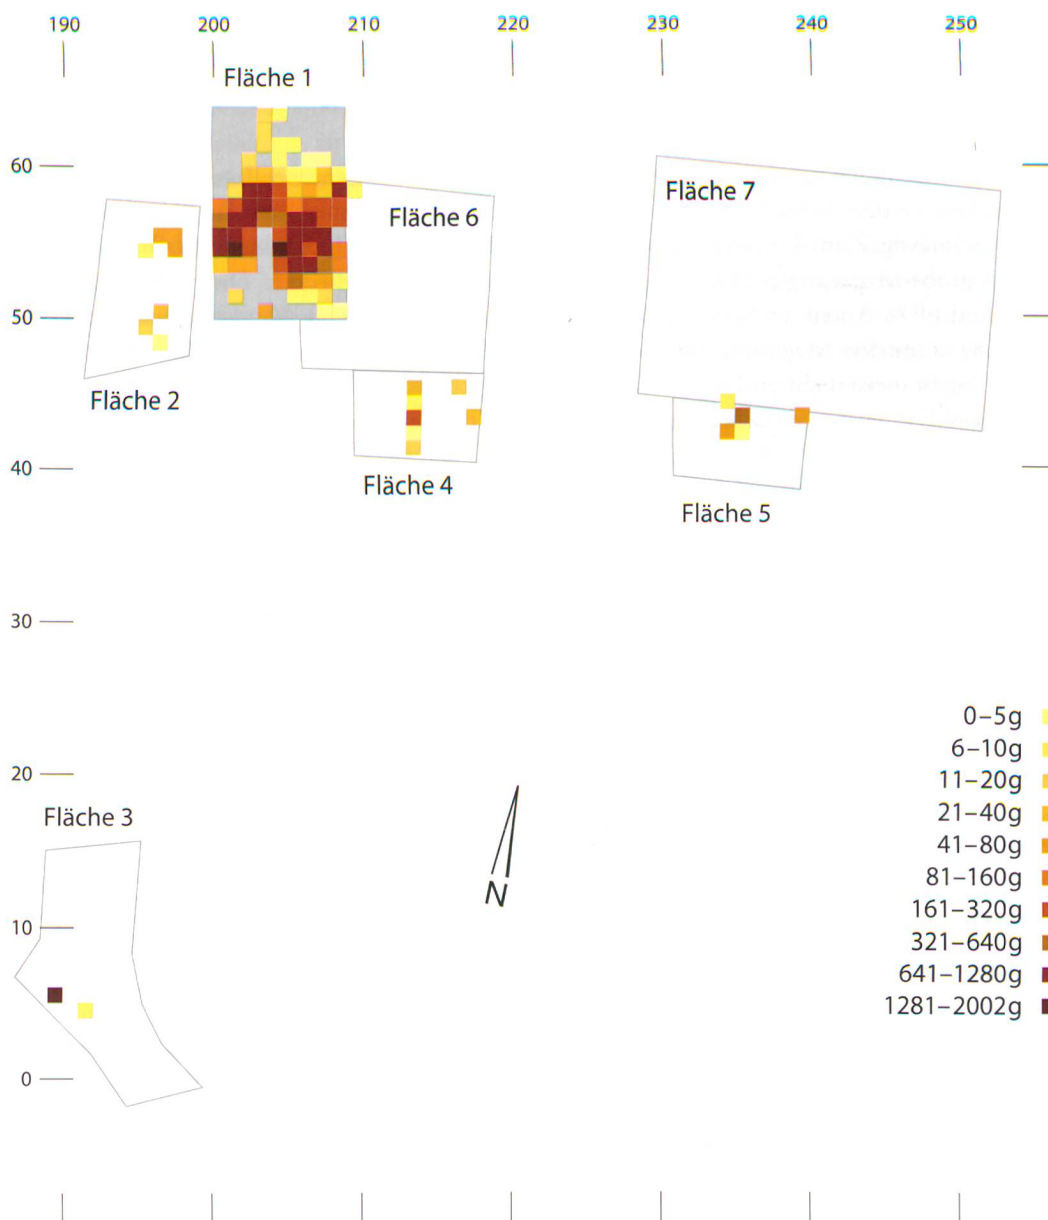 190 200 210 220 230 240 250
Fläche 1
60
Fläche 7
Fläche 6
50
Fläche 2
40
Fläche 4
Fläche 5
30
0–5g
6–10g
20
11–20g
Fläche 3
21–40g
41–80g
81–160g
N
161–320g
10
321–640g
641–1280g
1281–2002g
0